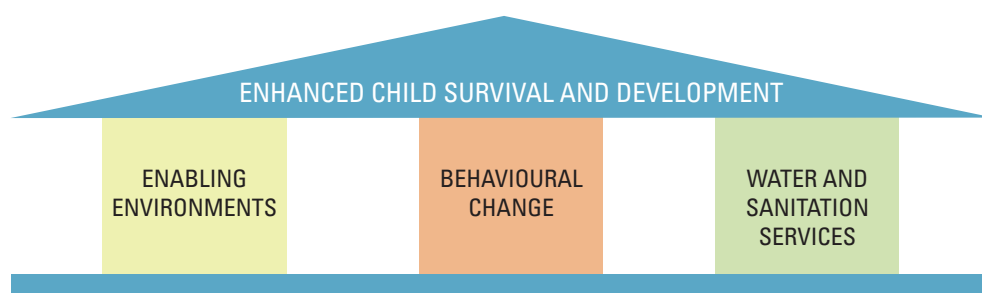 ENHANCED CHILD SURVIVAL AND DEVELOPMENT
ENABLING
ENVIRONMENTS
BEHAVIOURAL
CHANGE
WATER AND
SANITATION
SERVICES